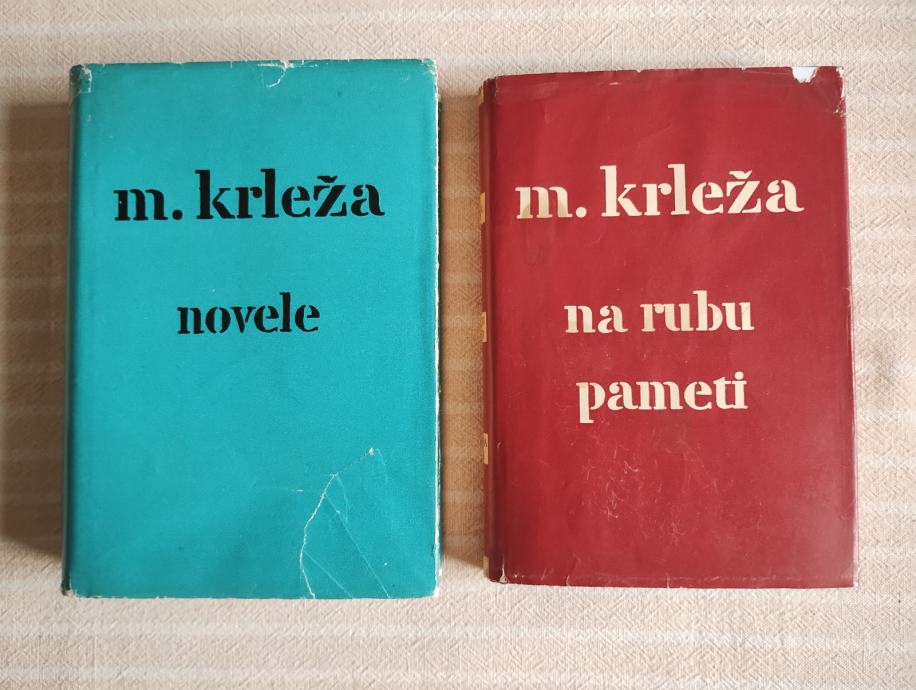 m. krleža
novele
m. krleža
na rubu
pameti